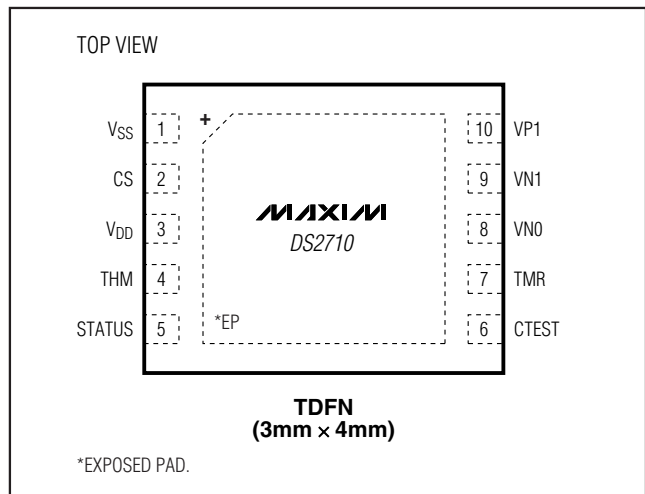 TOP VIEW
VSS 1 + 10 VP1
CS 2 9 VN1
MAXIM
VDD 3 8 VN0
DS2710
THM 4 7 TMR
STATUS 5 *EP 6 CTEST
TDFN
(3mm × 4mm)
*EXPOSED PAD.